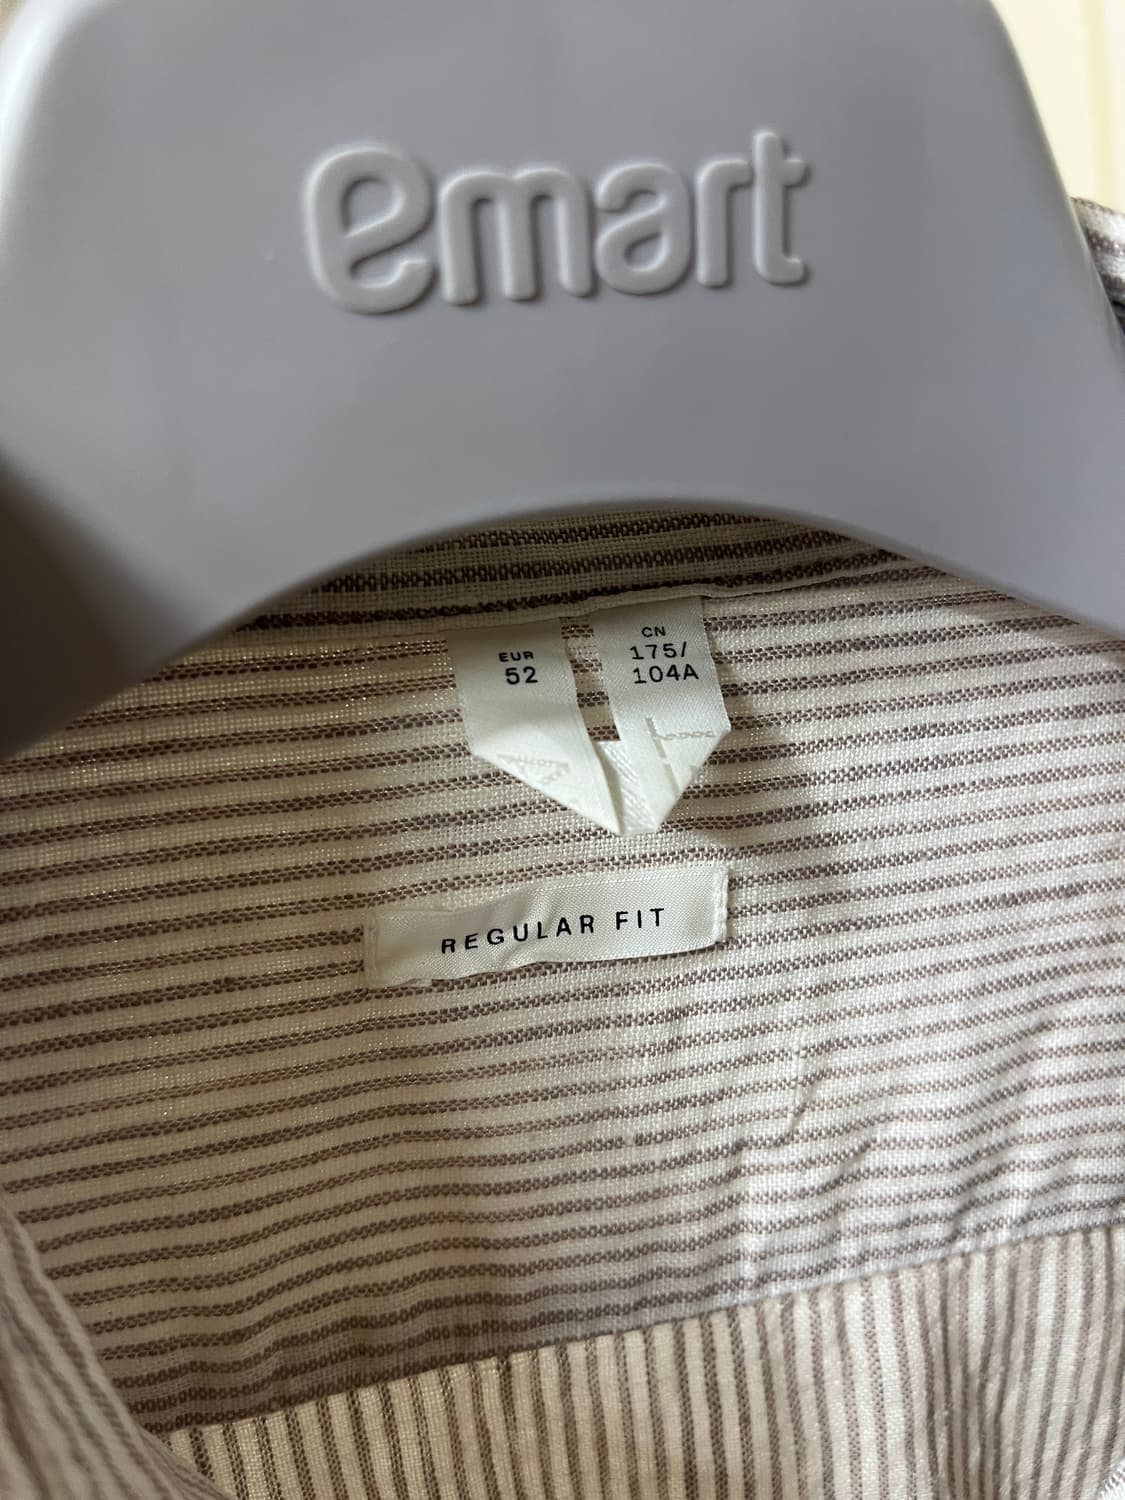 emart
EUR
52
CN
175/
104A
REGULAR FIT